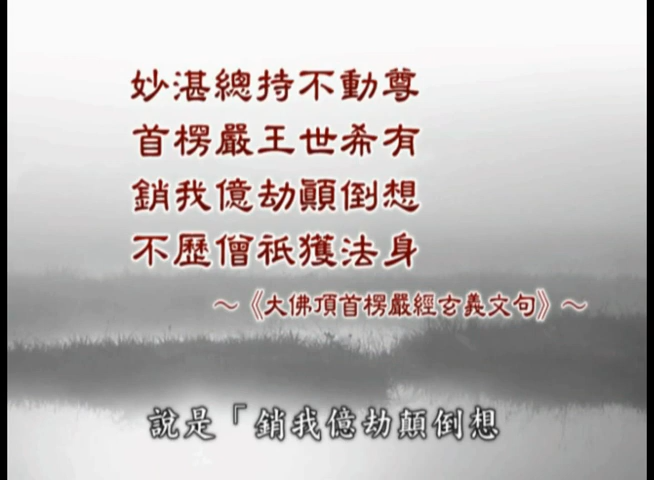 妙湛總持不動尊
首楞嚴王世希有
銷我億劫顚倒想
不歷僧祇獲法身
～《大佛頂首楞嚴經玄義文句》～
說是「銷我億劫顛倒想